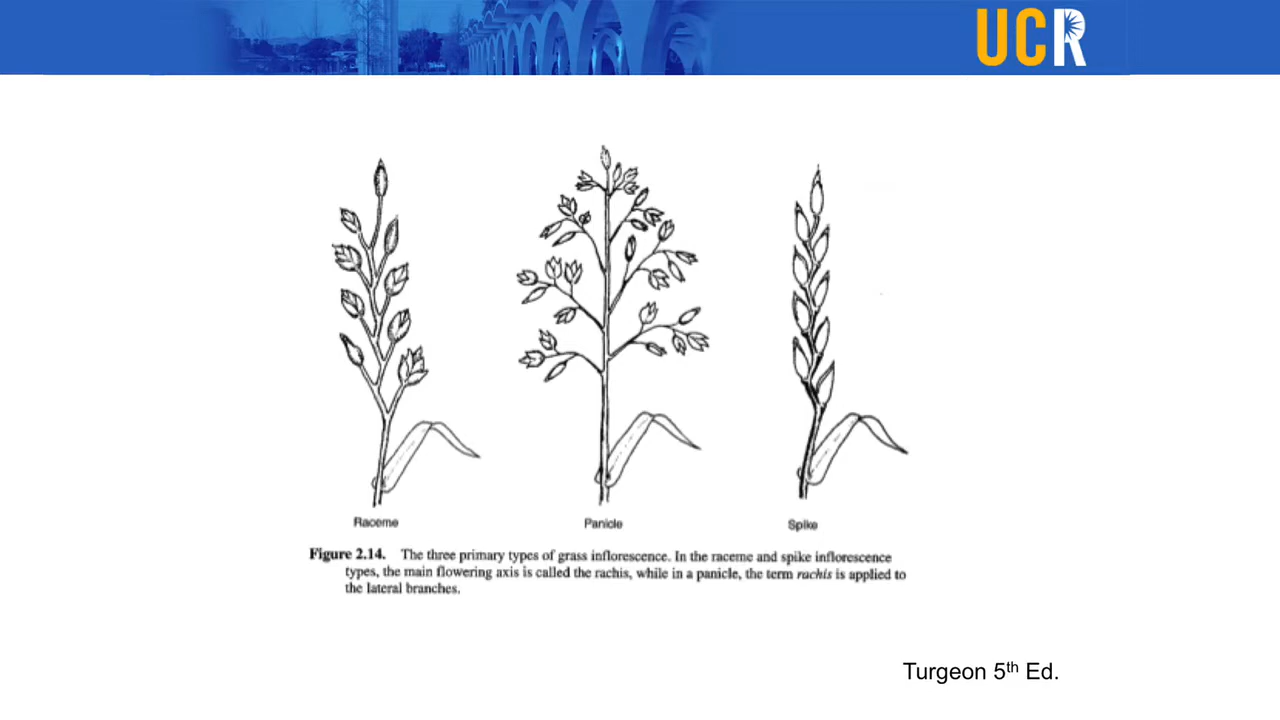 UCR
Raceme
Panicle
Spike
Figure 2.14. The three primary types of grass inflorescence. In the raceme and spike inflorescence
types, the main flowering axis is called the rachis, while in a panicle, the term rachis is applied to
the lateral branches.
Turgeon 5th Ed.